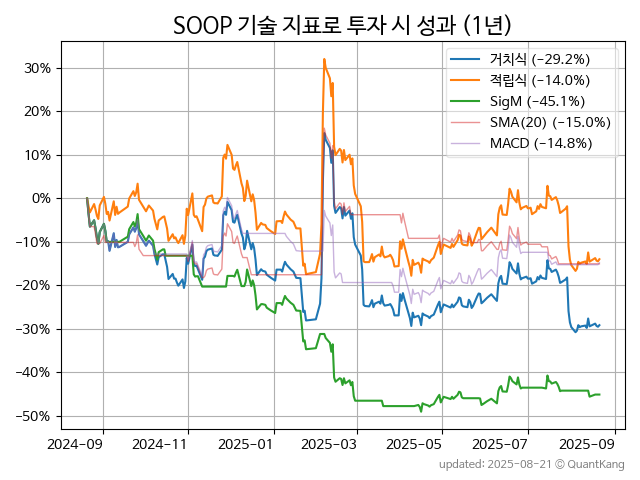 SOOP 기술 지표로 투자 시 성과 (1년)
거치식 (−29.2%)
적립식 (−14.0%)
SigM (−45.1%)
SMA(20) (−15.0%)
MACD (−14.8%)
30%
20%
10%
0%
−10%
−20%
−30%
−40%
−50%
2024-09 2024-11 2025-01 2025-03 2025-05 2025-07 2025-09
updated: 2025-08-21 © QuantKang